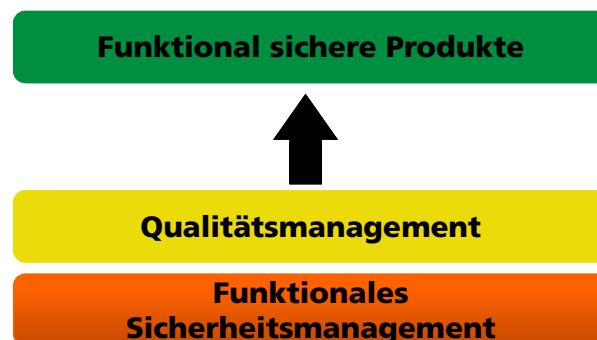 Funktional sichere Produkte
Qualitätsmanagement
Funktionales
Sicherheitsmanagement